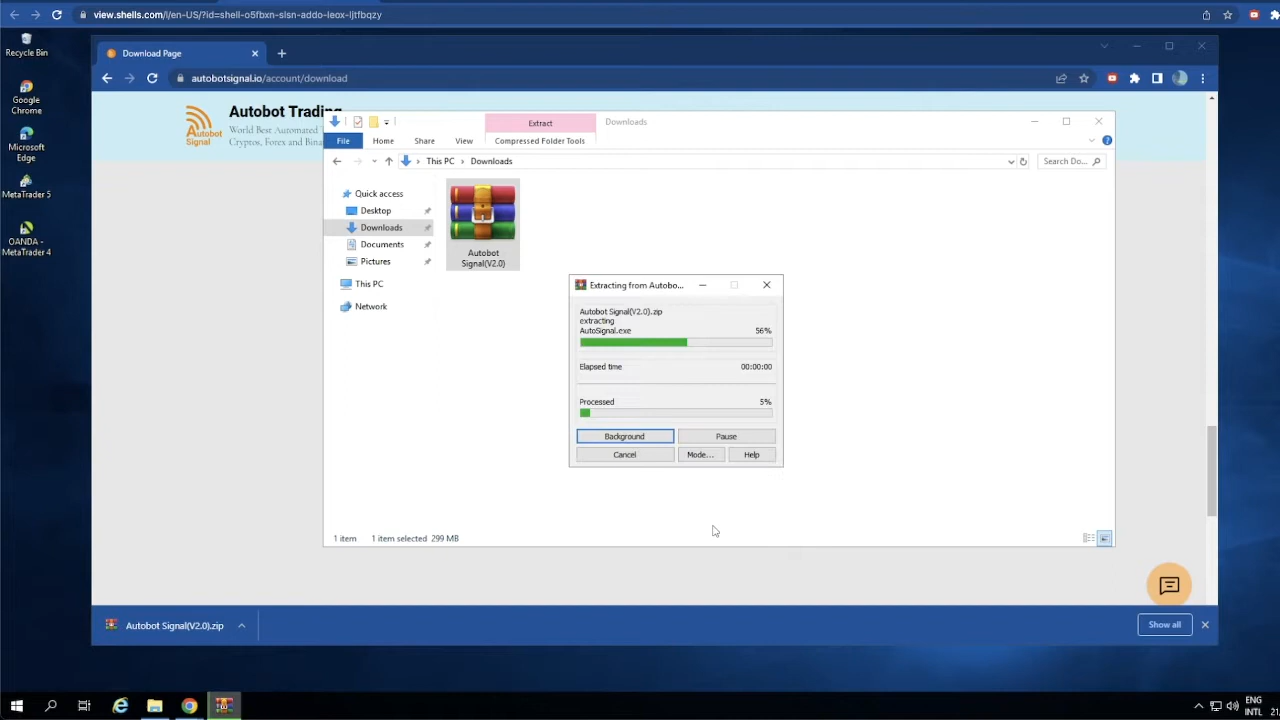 view.shells.com/l/en-US/?id=shell-o5fbxn-slsn-addo-leox-ljtfbqzy
Recycle Bin
Google
Chrome
Microsoft
Edge
MetaTrader 5
OANDA -
MetaTrader 4
Download Page
autobotsignal.io/account/download
Autobot
Signal
Autobot Trading
World Best Automated
Cryptos, Forex and
Extract
Downloads
File
Home
Share
View
Compressed Folder Tools
This PC
Downloads
Search Do...
Quick access
Desktop
Downloads
Documents
Pictures
This PC
Network
Autobot
Signal(V2.0)
Extracting from Autobo...
Autobot Signal(V2.0).zip
extracting
AutoSignal.exe 56%
Elapsed time 00:00:00
Processed 5%
Background
Pause
Cancel
Mode...
Help
1 item 1 item selected 299 MB
Autobot Signal(V2.0).zip
Show all
ENG
INTL
21